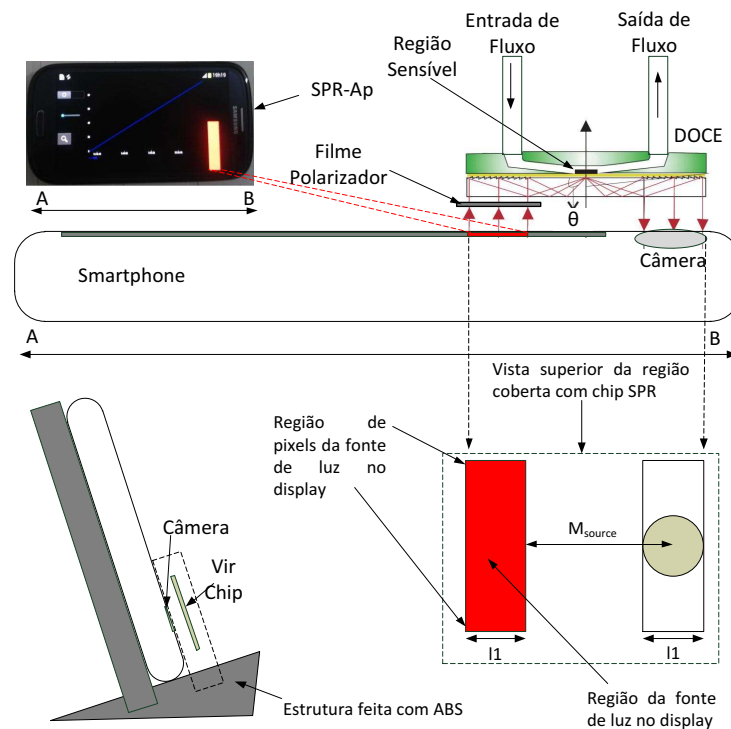 Entrada de
Fluxo
Saída de
Fluxo
Região
Sensível
SPR-Ap
DOCE
Filme
Polarizador
A
B
θ
Câmera
Smartphone
A
B
Vista superior da região
coberta com chip SPR
Região de
pixels da fonte
de luz no
display
Câmera
Vir
Chip
Msource
l1
l1
Estrutura feita com ABS
Região da fonte
de luz no display